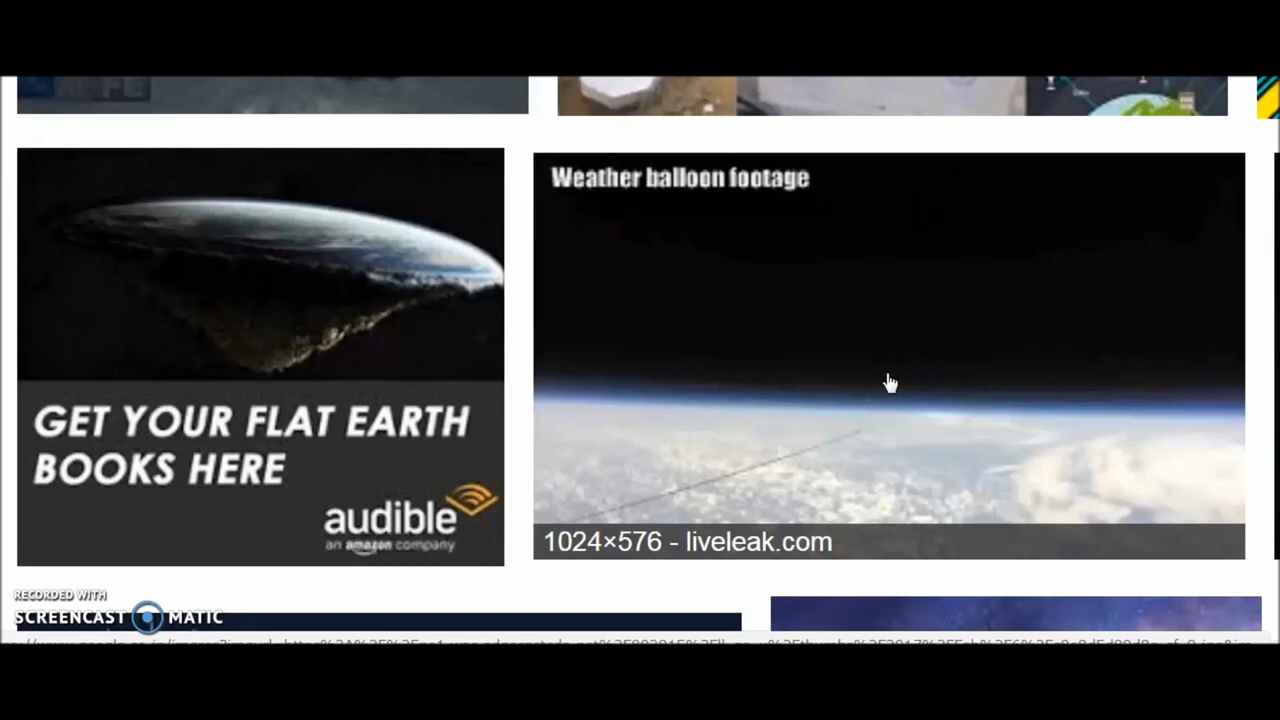 Weather balloon footage
GET YOUR FLAT EARTH
BOOKS HERE
audible
an amazon company
1024×576 - liveleak.com
RECORDED WITH
SCREENCAST MATIC